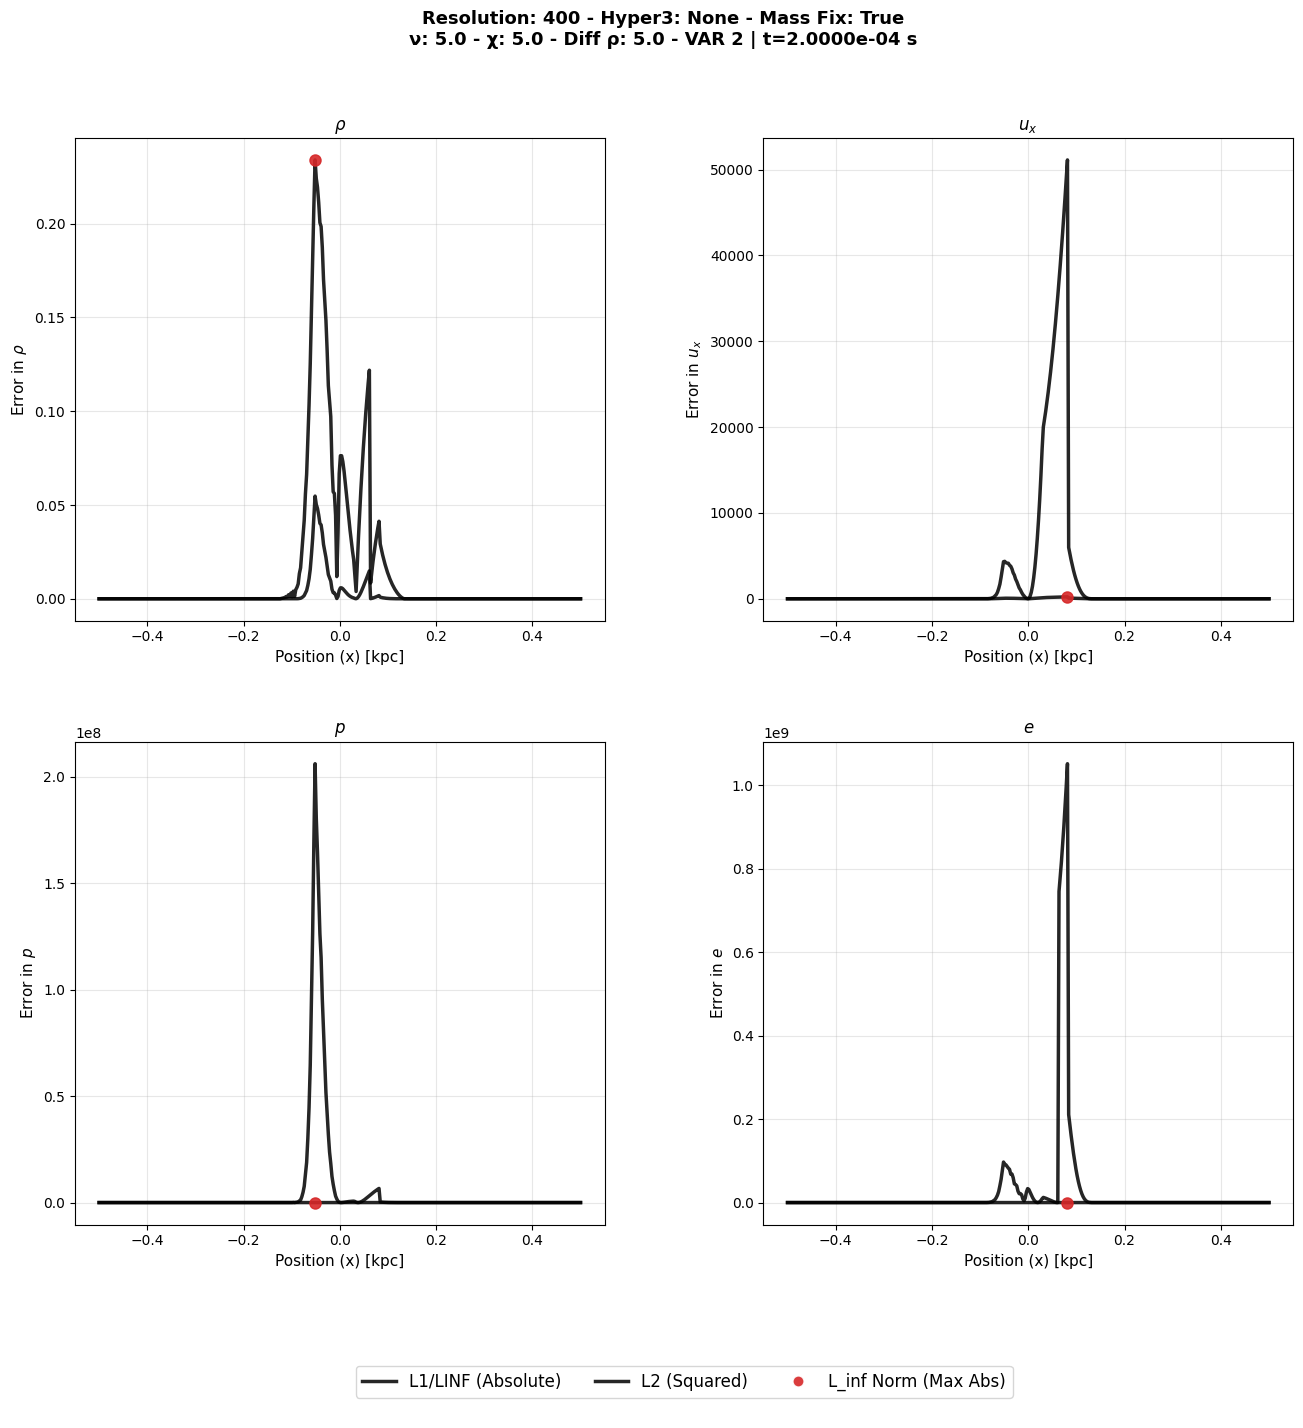 Resolution: 400 - Hyper3: None - Mass Fix: True
ν: 5.0 - χ: 5.0 - Diff ρ: 5.0 - VAR 2 | t=2.0000e-04 s
ρ
Error in ρ
0.20
0.15
0.10
0.05
0.00
−0.4 −0.2 0.0 0.2 0.4
Position (x) [kpc]
u_x
Error in u_x
50000
40000
30000
20000
10000
0
−0.4 −0.2 0.0 0.2 0.4
Position (x) [kpc]
p
1e8
Error in p
2.0
1.5
1.0
0.5
0.0
−0.4 −0.2 0.0 0.2 0.4
Position (x) [kpc]
e
1e9
Error in e
1.0
0.8
0.6
0.4
0.2
0.0
−0.4 −0.2 0.0 0.2 0.4
Position (x) [kpc]
L1/LINF (Absolute) L2 (Squared) L_inf Norm (Max Abs)